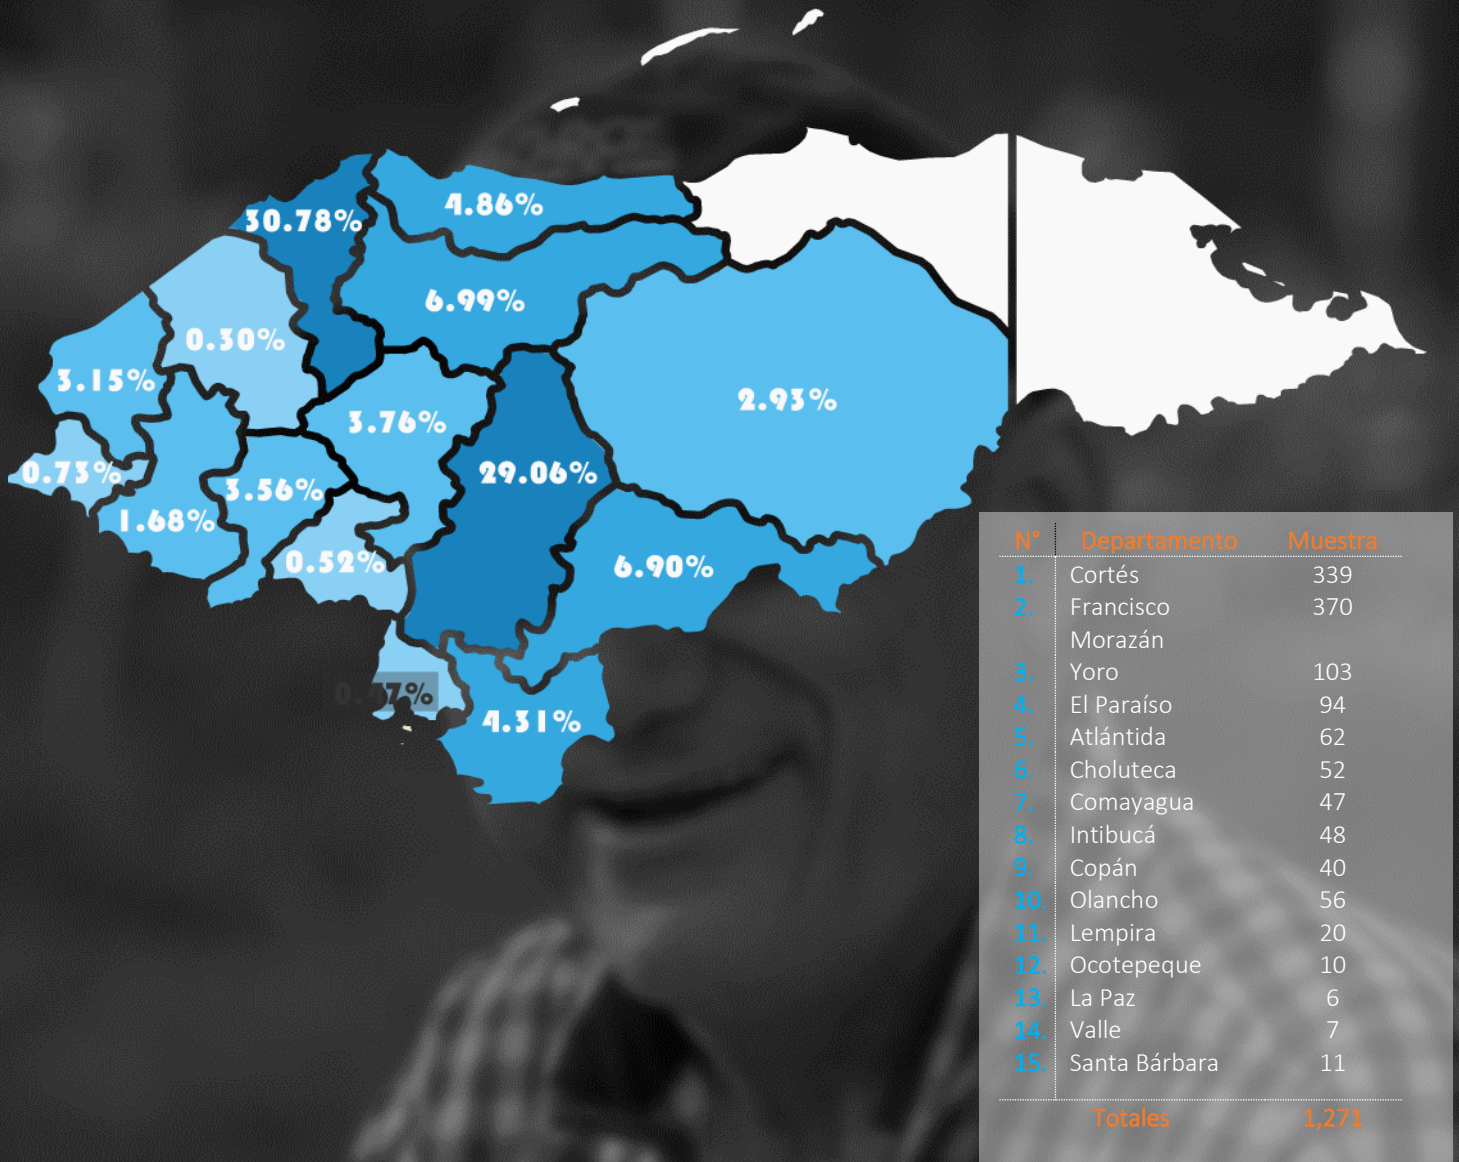 4.86%
30.78%
6.99%
0.30%
3.15%
2.93%
3.76%
0.73%
29.06%
3.56%
1.68%
0.52%
6.90%
4.31%
N° Departamento Muestra
1. Cortés 339
2. Francisco 370
Morazán
3. Yoro 103
4. El Paraíso 94
5. Atlántida 62
6. Choluteca 52
7. Comayagua 47
8. Intibucá 48
9. Copán 40
10. Olancho 56
11. Lempira 20
12. Ocotepeque 10
13. La Paz 6
14. Valle 7
15. Santa Bárbara 11
Totales 1,271